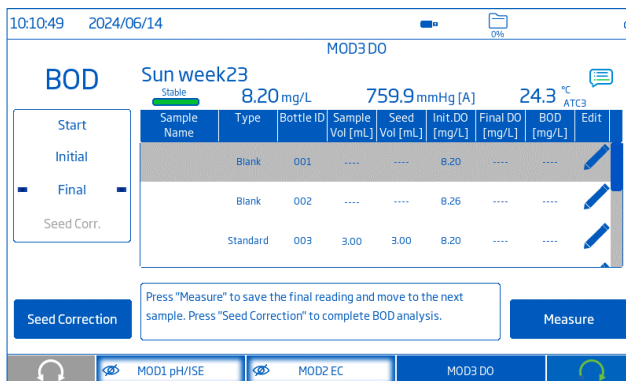 10:10:49 2024/06/14
0%
MOD3 DO
BOD
Sun week23
Stable
8.20 mg/L 759.9 mmHg [A] 24.3 °C ATC3
Start
Initial
Final
Seed Corr.
Sample Name Type Bottle ID Sample Vol [mL] Seed Vol [mL] Init.DO [mg/L] Final DO [mg/L] BOD [mg/L] Edit
Blank 001 ---- ---- 8.20 ---- ----
Blank 002 ---- ---- 8.26 ---- ----
Standard 003 3.00 3.00 8.20 ---- ----
Press "Measure" to save the final reading and move to the next
sample. Press "Seed Correction" to complete BOD analysis.
Seed Correction
Measure
MOD1 pH/ISE MOD2 EC MOD3 DO